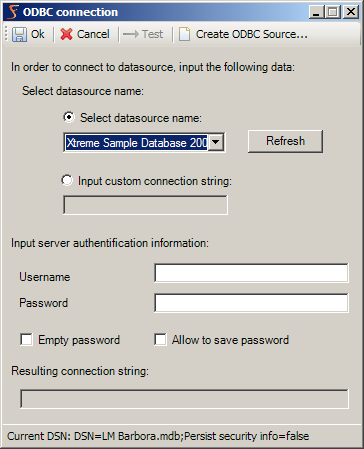 ODBC connection
Ok Cancel Test Create ODBC Source...
In order to connect to datasource, input the following data:
Select datasource name:
Select datasource name:
Xtreme Sample Database 200
Refresh
Input custom connection string:
Input server authentification information:
Username
Password
Empty password Allow to save password
Resulting connection string:
Current DSN: DSN=LM Barbora.mdb;Persist security info=false